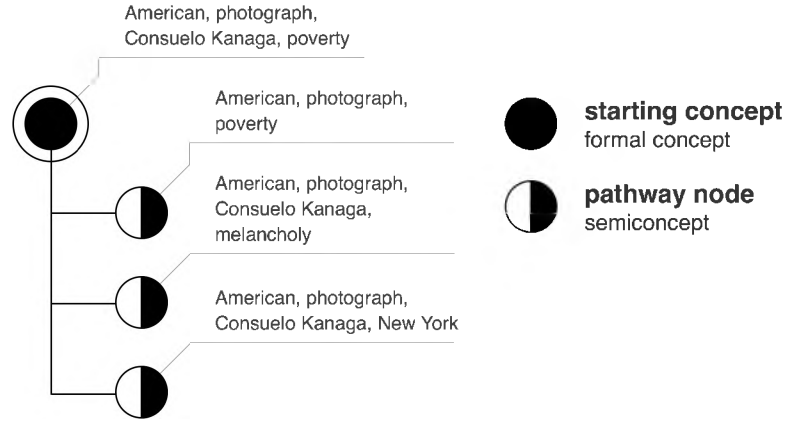 American, photograph,
Consuelo Kanaga, poverty
American, photograph,
poverty
American, photograph,
Consuelo Kanaga,
melancholy
American, photograph,
Consuelo Kanaga, New York
starting concept
formal concept
pathway node
semiconcept